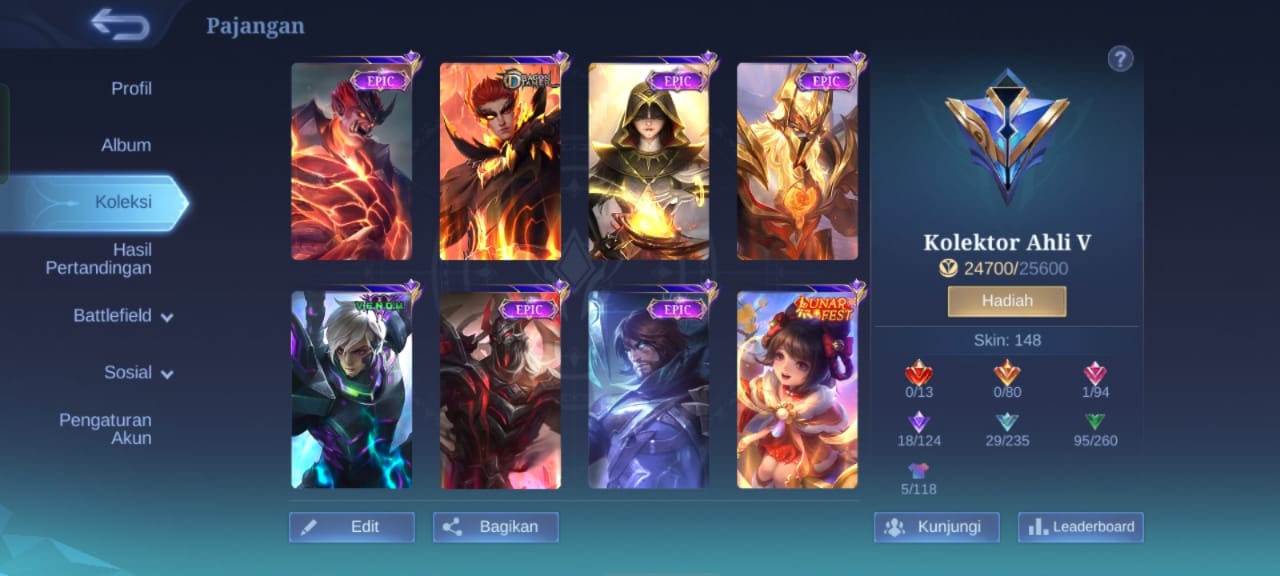 Pajangan
Profil
Album
Koleksi
Hasil
Pertandingan
Battlefield
Sosial
Pengaturan
Akun
EPIC
DRAGON
TAMER
EPIC
EPIC
V.E.N.O.M
EPIC
EPIC
LUNAR
FEST
Edit
Bagikan
?
Kolektor Ahli V
24700/25600
Hadiah
Skin: 148
0/13
0/80
1/94
18/124
29/235
95/260
5/118
Kunjungi
Leaderboard